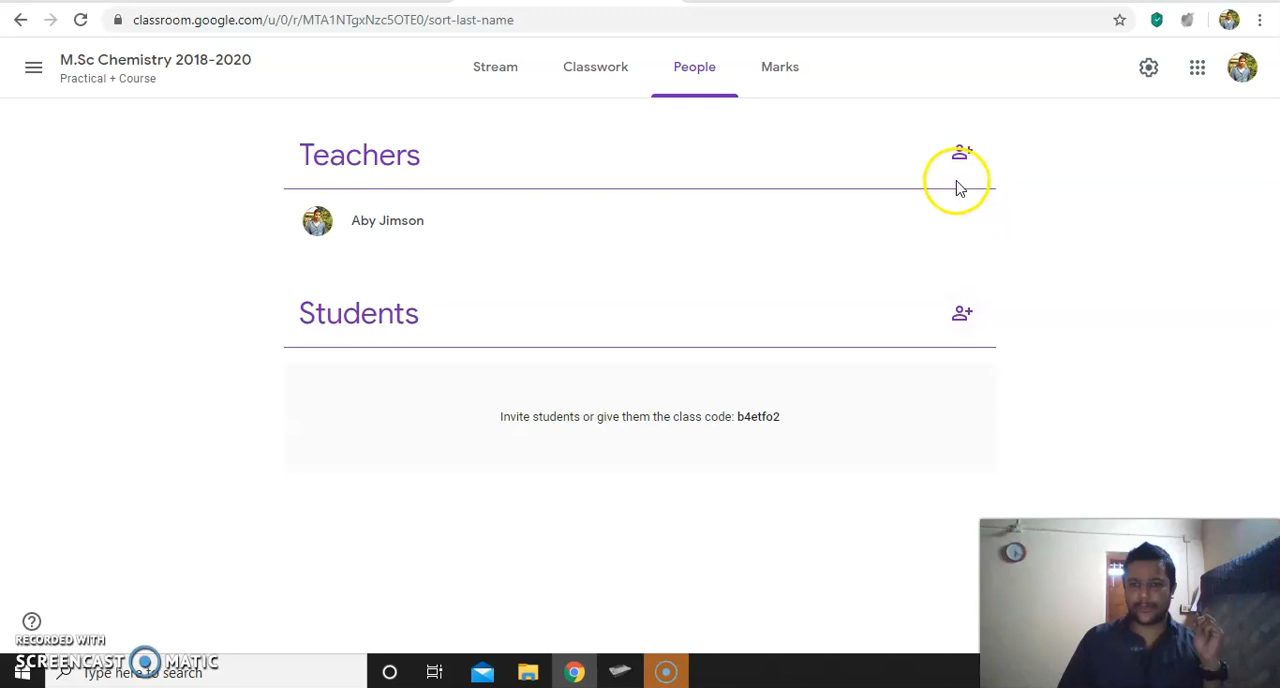 classroom.google.com/u/0/r/MTA1NTgxNzc5OTE0/sort-last-name
M.Sc Chemistry 2018-2020
Practical + Course
Stream
Classwork
People
Marks
Teachers
Aby Jimson
Students
Invite students or give them the class code: b4etfo2
RECORDED WITH
SCREENCAST MATIC
Type here to search